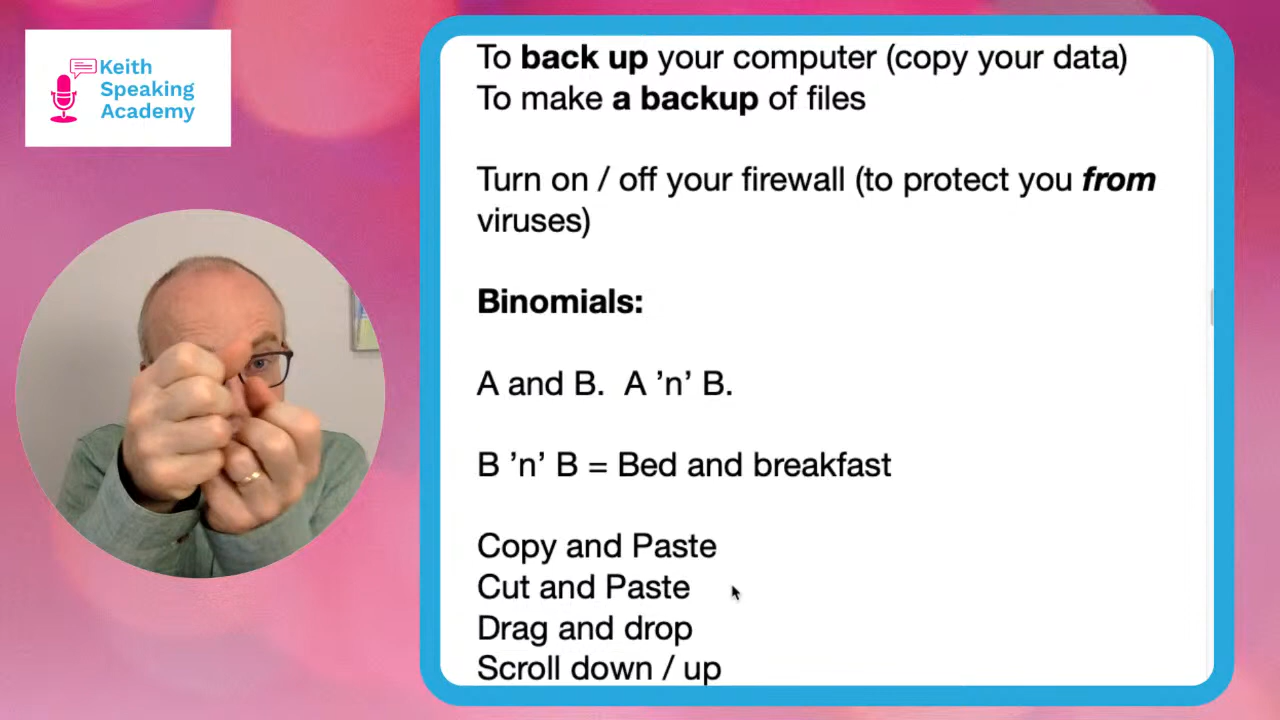 Keith
Speaking
Academy
To back up your computer (copy your data)
To make a backup of files
Turn on / off your firewall (to protect you from
viruses)
Binomials:
A and B.  A ’n’ B.
B ’n’ B = Bed and breakfast
Copy and Paste
Cut and Paste
Drag and drop
Scroll down / up